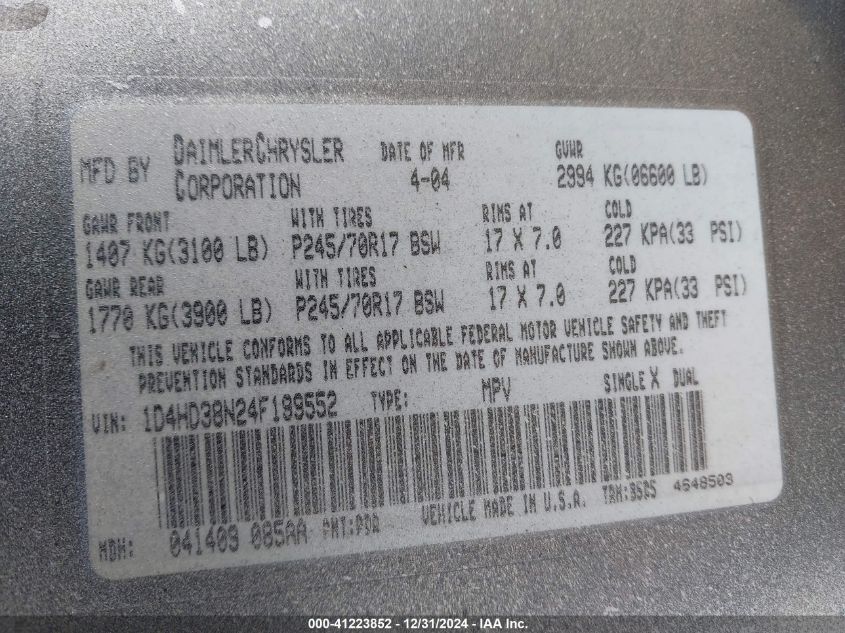 MFD BY DAIMLERCHRYSLER CORPORATION DATE OF MFR 4-04 GVWR 2994 KG(06600 LB)
GAWR FRONT WITH TIRES RIMS AT COLD
1407 KG(3100 LB) P245/70R17 BSW 17 X 7.0 227 KPA(33 PSI)
GAWR REAR WITH TIRES RIMS AT COLD
1770 KG(3900 LB) P245/70R17 BSW 17 X 7.0 227 KPA(33 PSI)
THIS VEHICLE CONFORMS TO ALL APPLICABLE FEDERAL MOTOR VEHICLE SAFETY AND THEFT
PREVENTION STANDARDS IN EFFECT ON THE DATE OF MANUFACTURE SHOWN ABOVE.
VIN: 1D4HD38N24F199552 TYPE: MPV SINGLE X DUAL
MDH: 041409 085AA PNT:PDR VEHICLE MADE IN U.S.A. TRM: 4648503
000-41223852 - 12/31/2024 - IAA Inc.